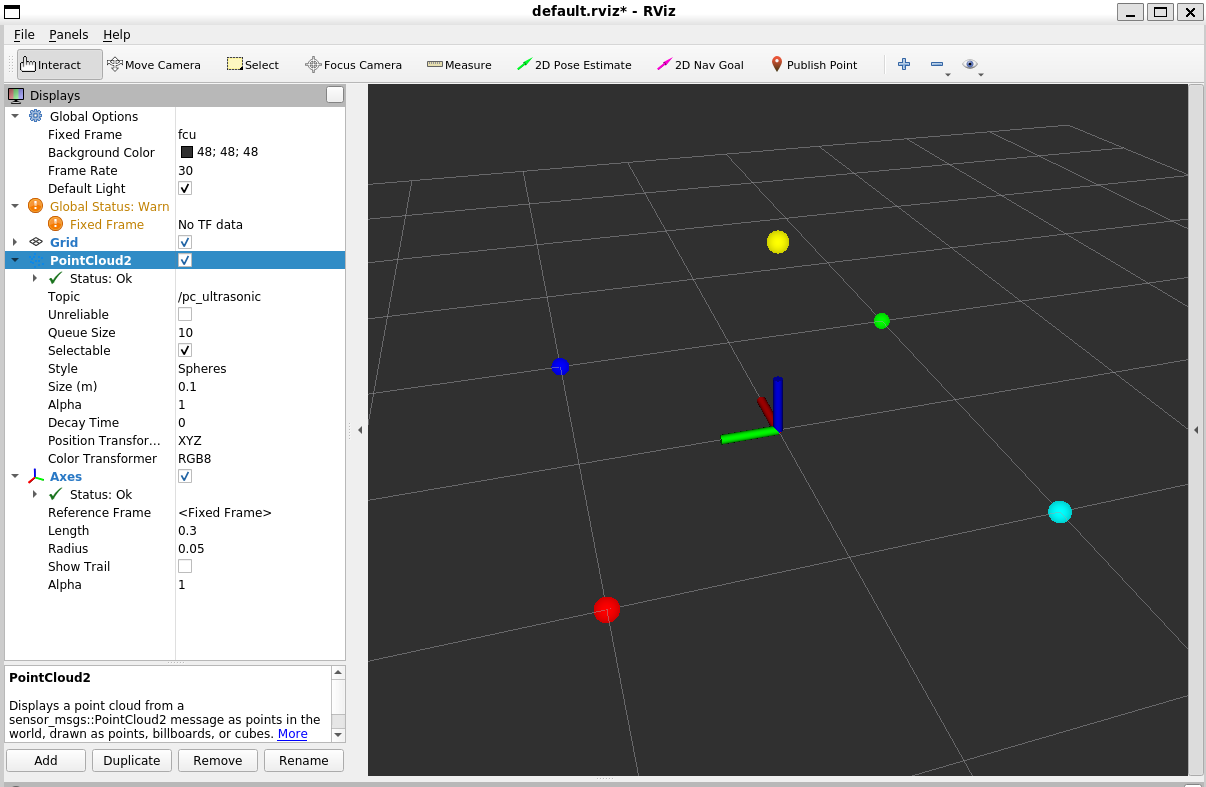 default.rviz* - RViz
File Panels Help
Interact Move Camera Select Focus Camera Measure 2D Pose Estimate 2D Nav Goal Publish Point
Displays
Global Options
Fixed Frame fcu
Background Color 48; 48; 48
Frame Rate 30
Default Light
Global Status: Warn
Fixed Frame No TF data
Grid
PointCloud2
Status: Ok
Topic /pc_ultrasonic
Unreliable
Queue Size 10
Selectable
Style Spheres
Size (m) 0.1
Alpha 1
Decay Time 0
Position Transfor... XYZ
Color Transformer RGB8
Axes
Status: Ok
Reference Frame <Fixed Frame>
Length 0.3
Radius 0.05
Show Trail
Alpha 1
PointCloud2
Displays a point cloud from a
sensor_msgs::PointCloud2 message as points in the
world, drawn as points, billboards, or cubes. More
Add Duplicate Remove Rename